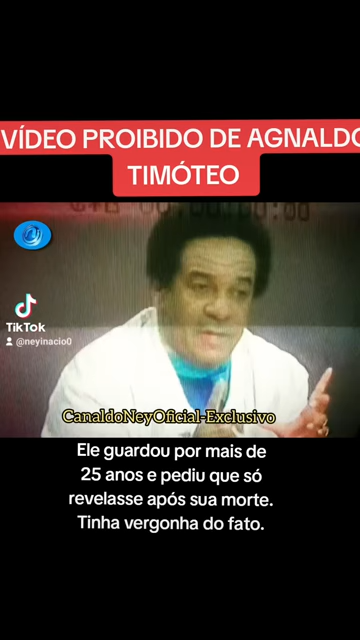 VÍDEO PROIBIDO DE AGNALDO
TIMÓTEO
TikTok
@neyinacio0
CanaldoNeyOficial-Exclusivo
Ele guardou por mais de
25 anos e pediu que só
revelasse após sua morte.
Tinha vergonha do fato.